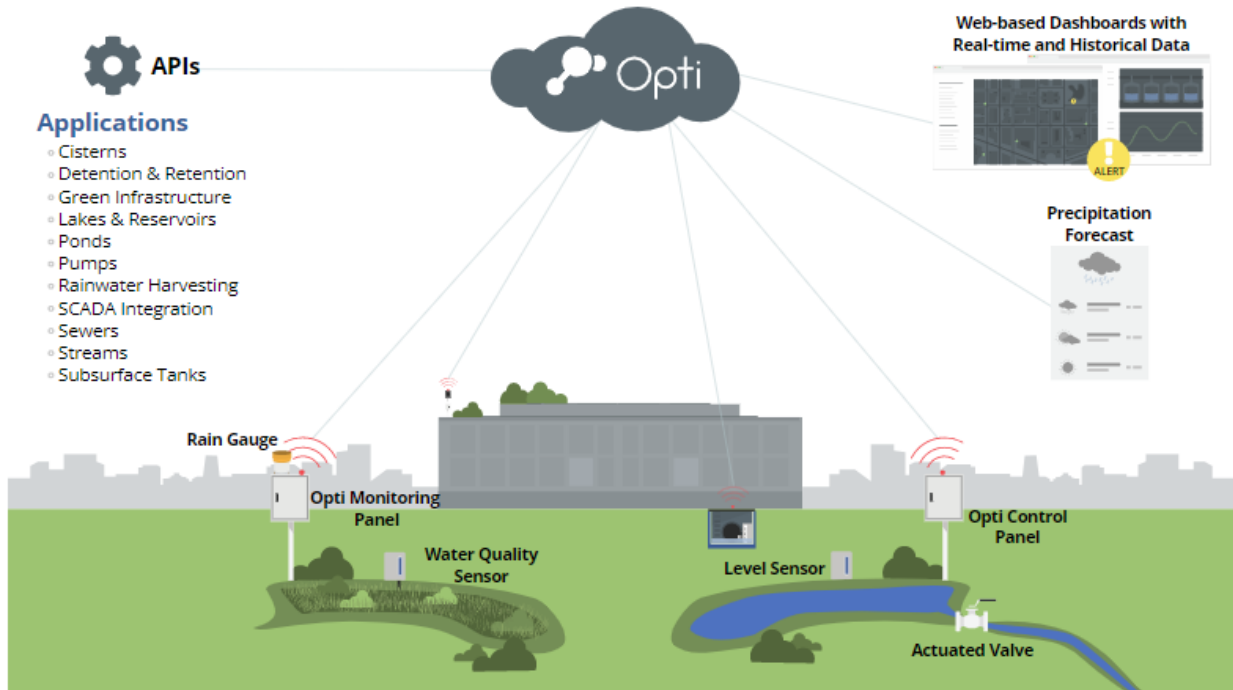 APIs
Opti
Web-based Dashboards with
Real-time and Historical Data
ALERT
Applications
Cisterns
Detention & Retention
Green Infrastructure
Lakes & Reservoirs
Ponds
Pumps
Rainwater Harvesting
SCADA Integration
Sewers
Streams
Subsurface Tanks
Precipitation
Forecast
Rain Gauge
Opti Monitoring
Panel
Water Quality
Sensor
Level Sensor
Opti Control
Panel
Actuated Valve